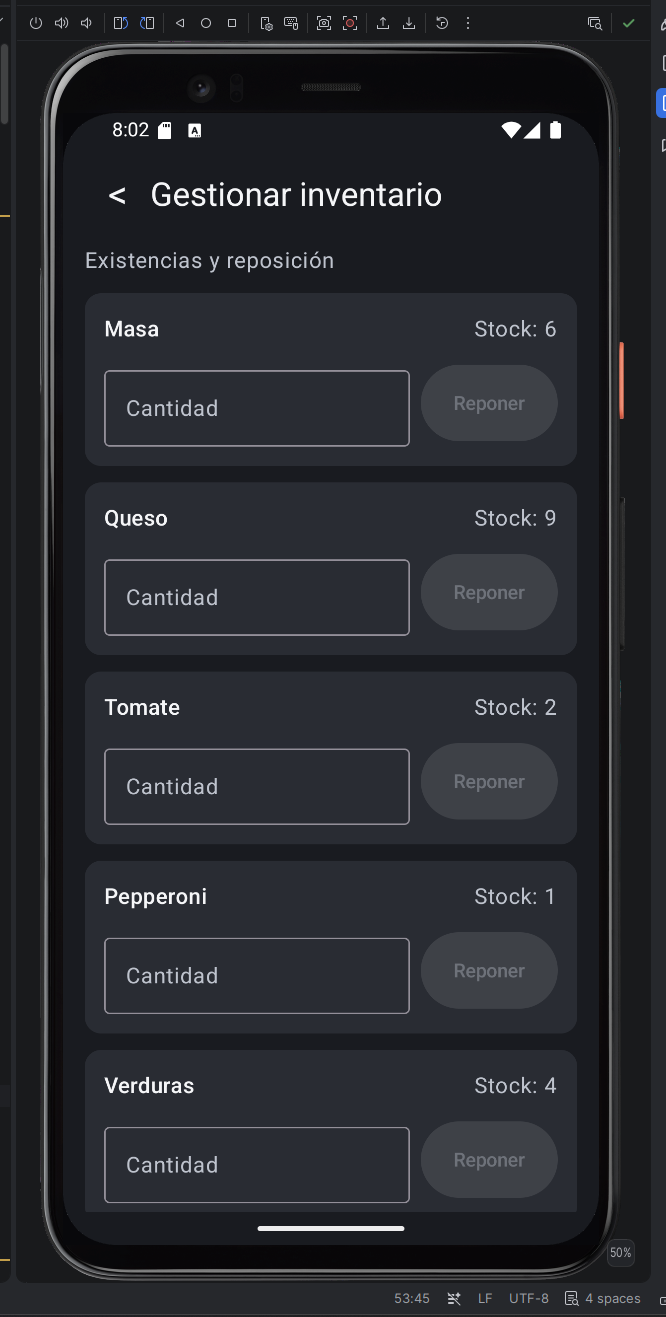 8:02
< Gestionar inventario
Existencias y reposición
Masa Stock: 6
Cantidad Reponer
Queso Stock: 9
Cantidad Reponer
Tomate Stock: 2
Cantidad Reponer
Pepperoni Stock: 1
Cantidad Reponer
Verduras Stock: 4
Cantidad Reponer
50%
53:45 LF UTF-8 4 spaces